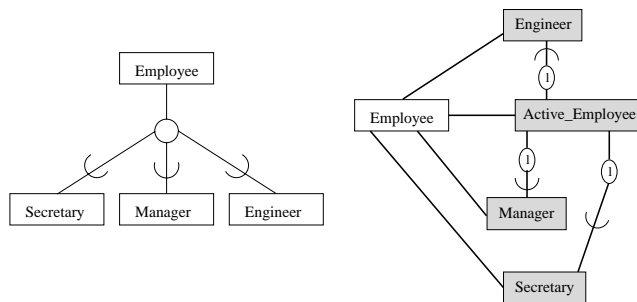 Employee
Secretary
Manager
Engineer
Engineer
1
Employee
Active_Employee
1
1
Manager
Secretary